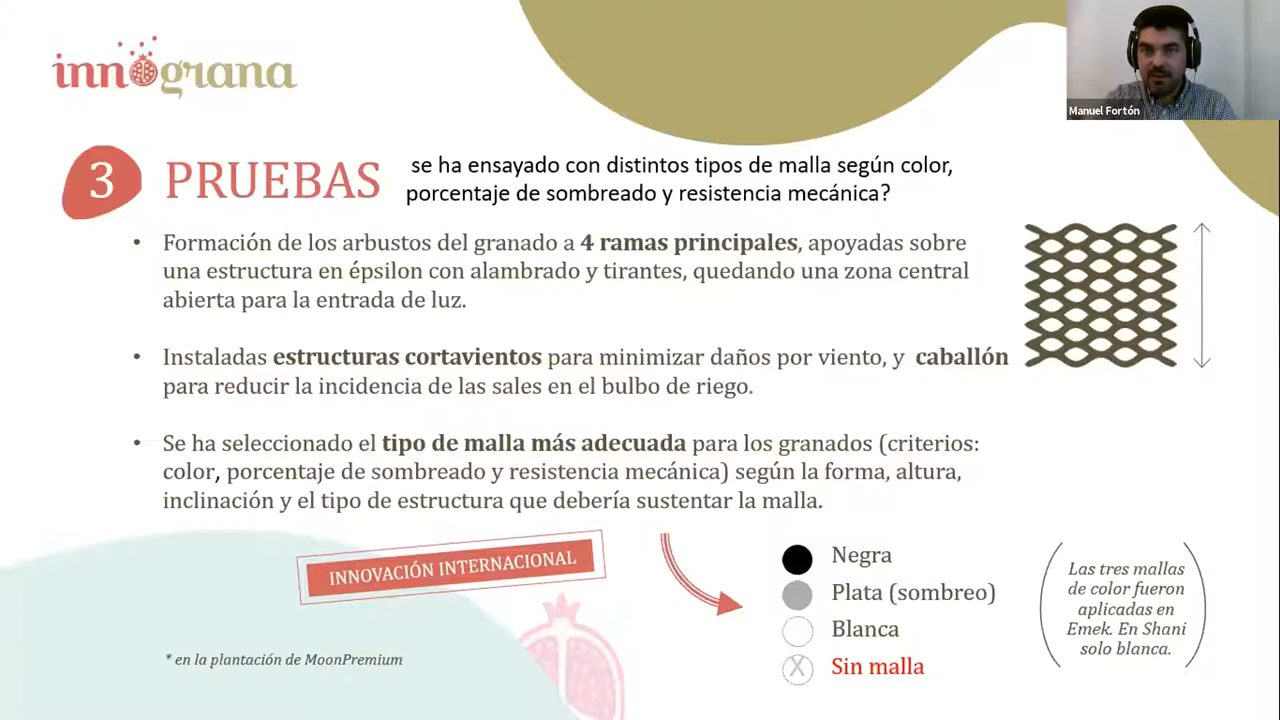 innograna
Manuel Fortón
3 PRUEBAS
se ha ensayado con distintos tipos de malla según color,
porcentaje de sombreado y resistencia mecánica?
• Formación de los arbustos del granado a 4 ramas principales, apoyadas sobre
una estructura en épsilon con alambrado y tirantes, quedando una zona central
abierta para la entrada de luz.
• Instaladas estructuras cortavientos para minimizar daños por viento, y caballón
para reducir la incidencia de las sales en el bulbo de riego.
• Se ha seleccionado el tipo de malla más adecuada para los granados (criterios:
color, porcentaje de sombreado y resistencia mecánica) según la forma, altura,
inclinación y el tipo de estructura que debería sustentar la malla.
INNOVACIÓN INTERNACIONAL
Negra
Plata (sombreo)
Blanca
X Sin malla
Las tres mallas
de color fueron
aplicadas en
Emek. En Shani
solo blanca.
* en la plantación de MoonPremium